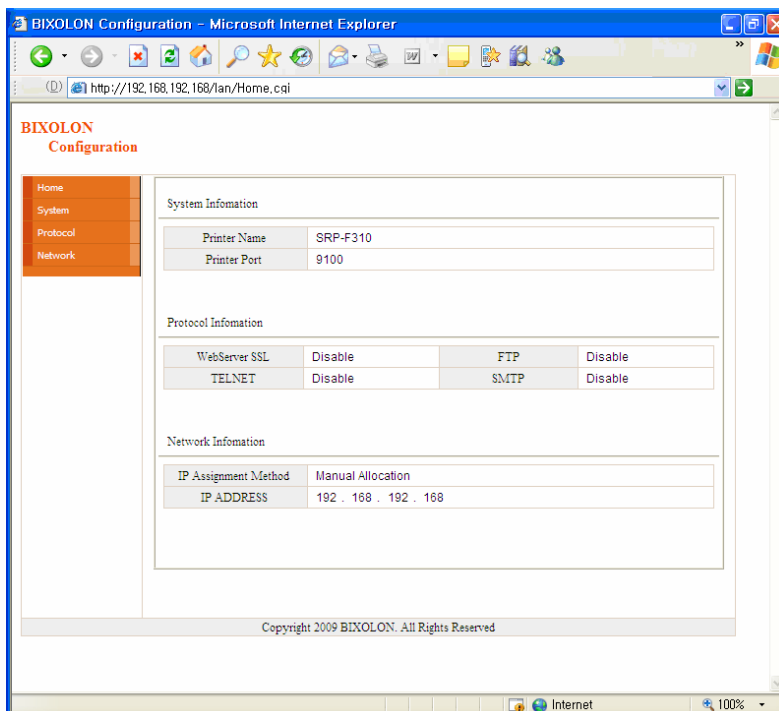 BIXOLON Configuration - Microsoft Internet Explorer
(D) http://192,168,192,168/lan/Home,cgi
BIXOLON
Configuration
Home
System
Protocol
Network
System Infomation
Printer Name SRP-F310
Printer Port 9100
Protocol Infomation
WebServer SSL Disable FTP Disable
TELNET Disable SMTP Disable
Network Infomation
IP Assignment Method Manual Allocation
IP ADDRESS 192 . 168 . 192 . 168
Copyright 2009 BIXOLON. All Rights Reserved
Internet 100%